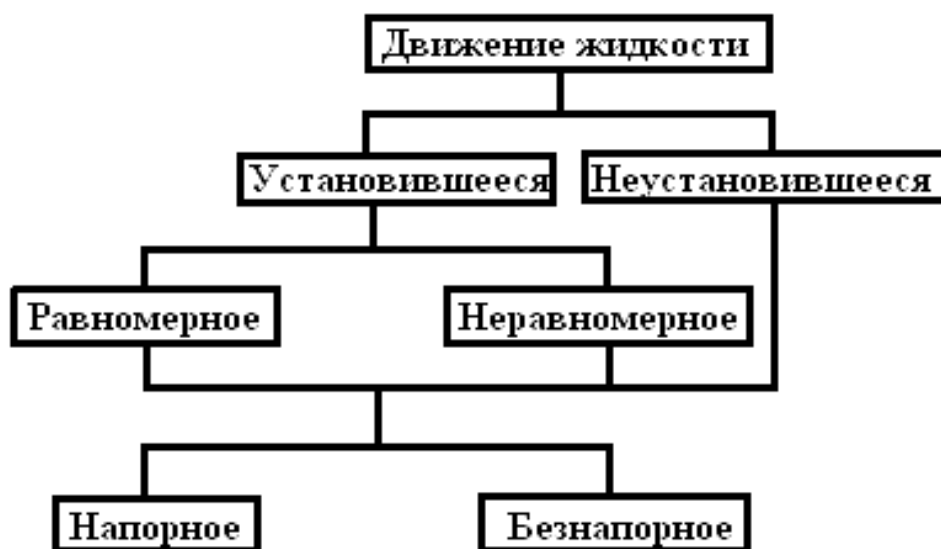 Движение жидкости
Установившееся
Неустановившееся
Равномерное
Неравномерное
Напорное
Безнапорное